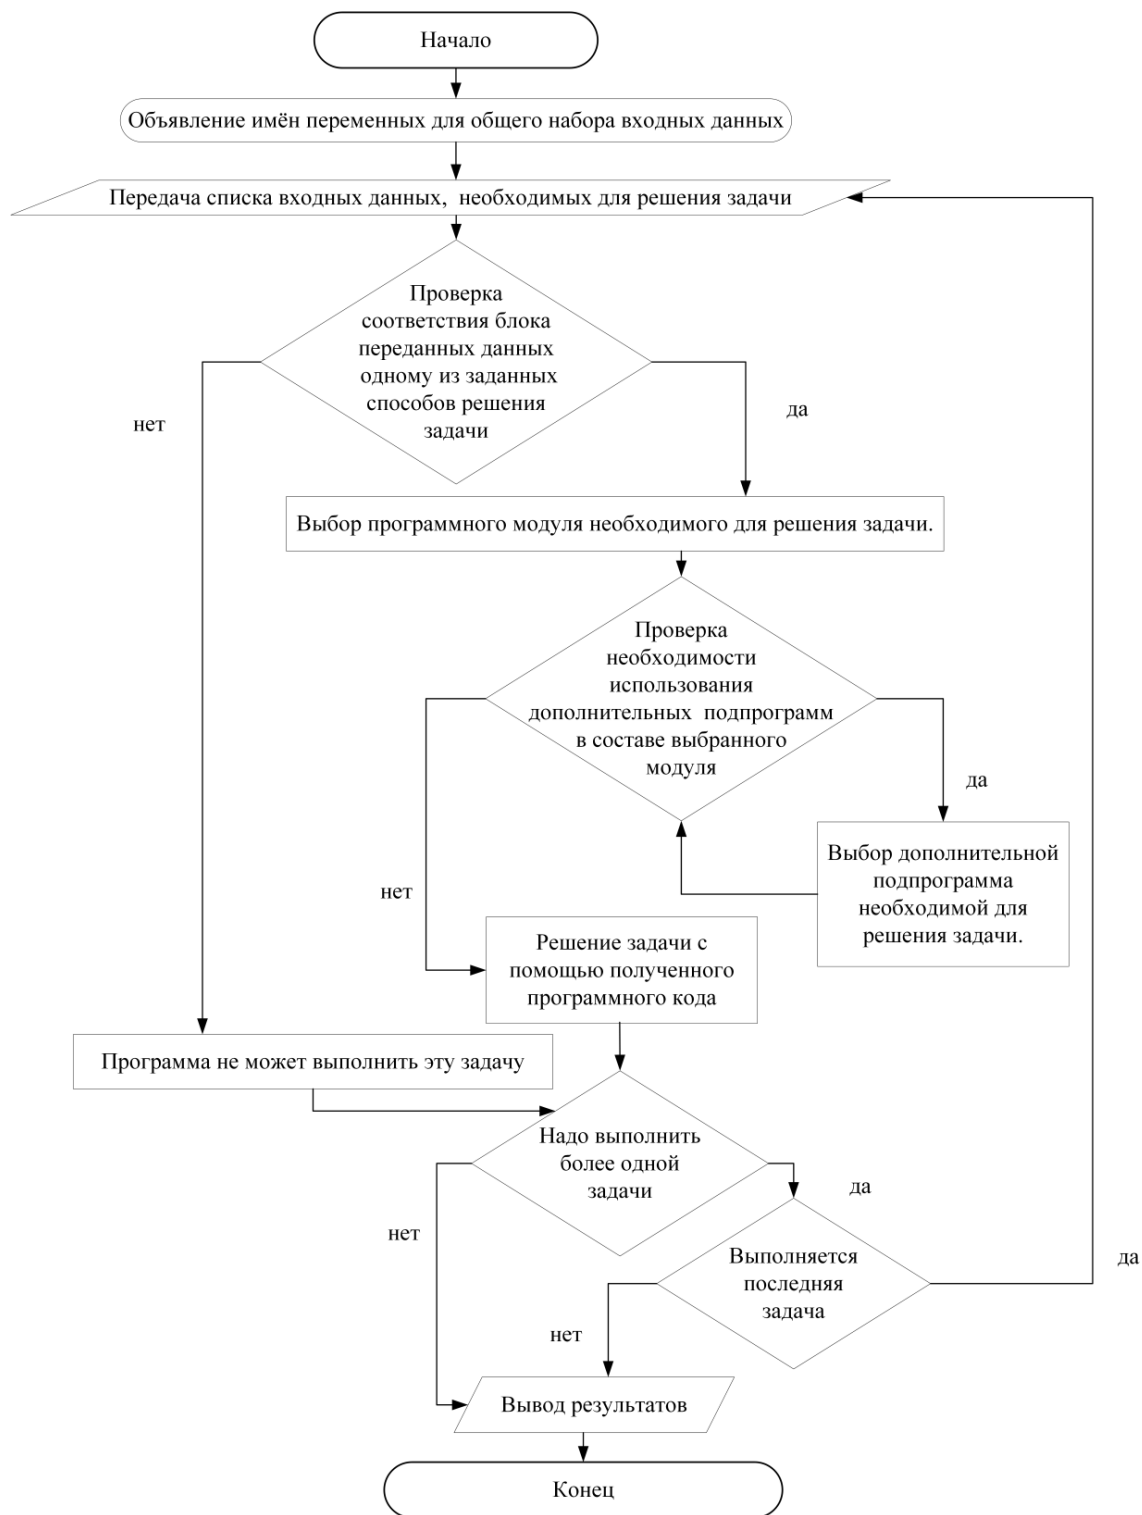 Начало
Объявление имён переменных для общего набора входных данных
Передача списка входных данных, необходимых для решения задачи
Проверка
соответствия блока
переданных данных
одному из заданных
способов решения
задачи
нет
да
Выбор программного модуля необходимого для решения задачи.
Проверка
необходимости
использования
дополнительных подпрограмм
в составе выбранного
модуля
да
нет
Выбор дополнительной
подпрограмма
необходимой для
решения задачи.
Решение задачи с
помощью полученного
программного кода
Программа не может выполнить эту задачу
Надо выполнить
более одной
задачи
нет
да
Выполняется
последняя
задача
да
нет
Вывод результатов
Конец